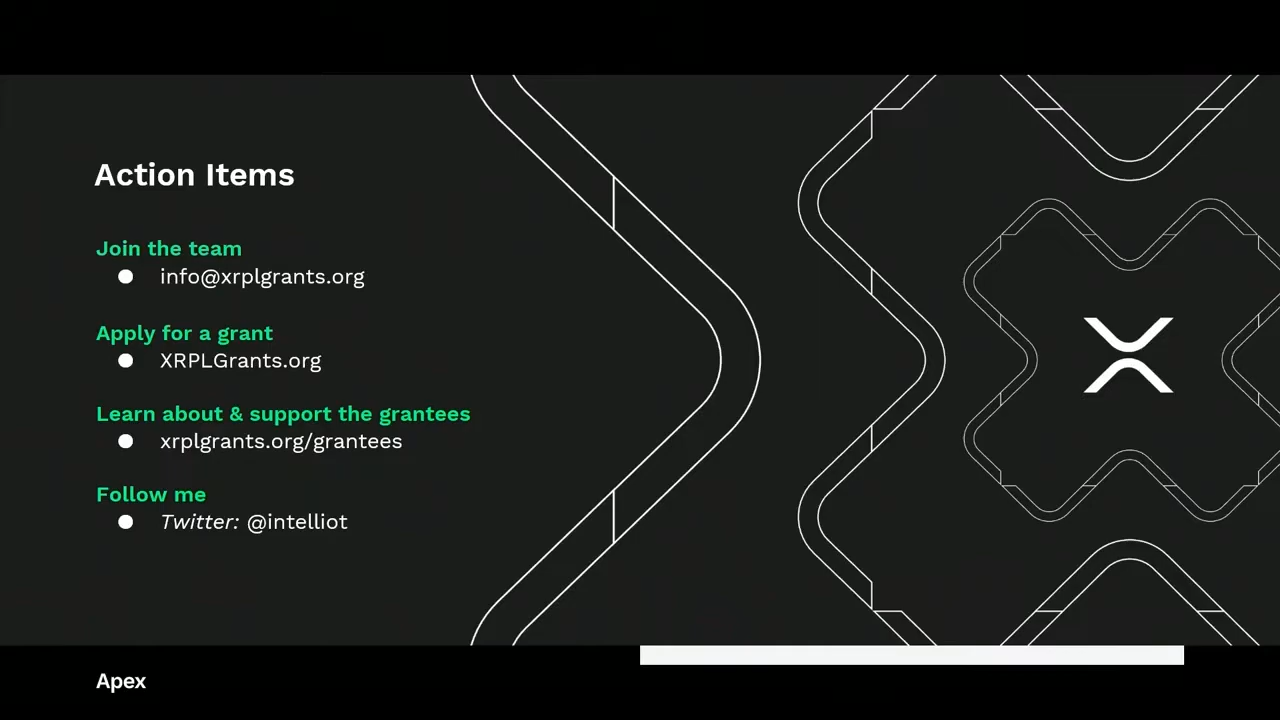 Action Items
Join the team
● info@xrplgrants.org
Apply for a grant
● XRPLGrants.org
Learn about & support the grantees
● xrplgrants.org/grantees
Follow me
● Twitter: @intelliot
Apex